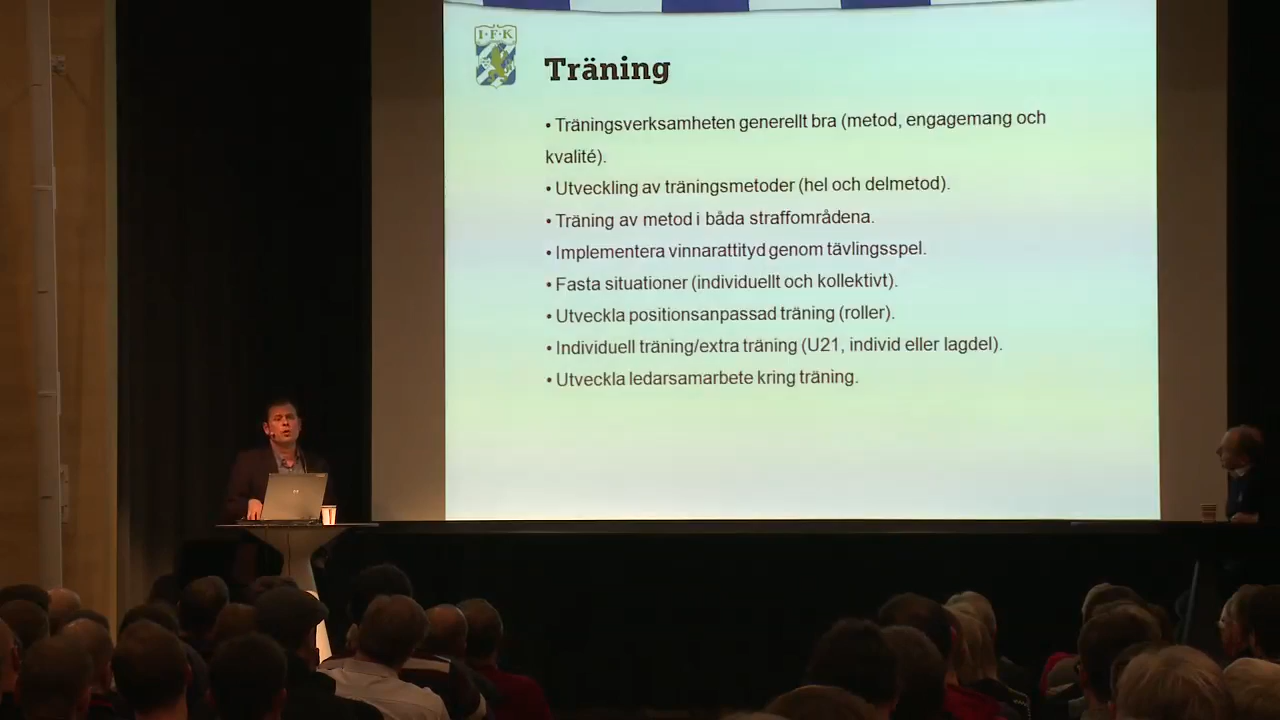 I·F·K
Träning
• Träningsverksamheten generellt bra (metod, engagemang och
kvalité).
• Utveckling av träningsmetoder (hel och delmetod).
• Träning av metod i båda straffområdena.
• Implementera vinnarattityd genom tävlingsspel.
• Fasta situationer (individuellt och kollektivt).
• Utveckla positionsanpassad träning (roller).
• Individuell träning/extra träning (U21, individ eller lagdel).
• Utveckla ledarsamarbete kring träning.